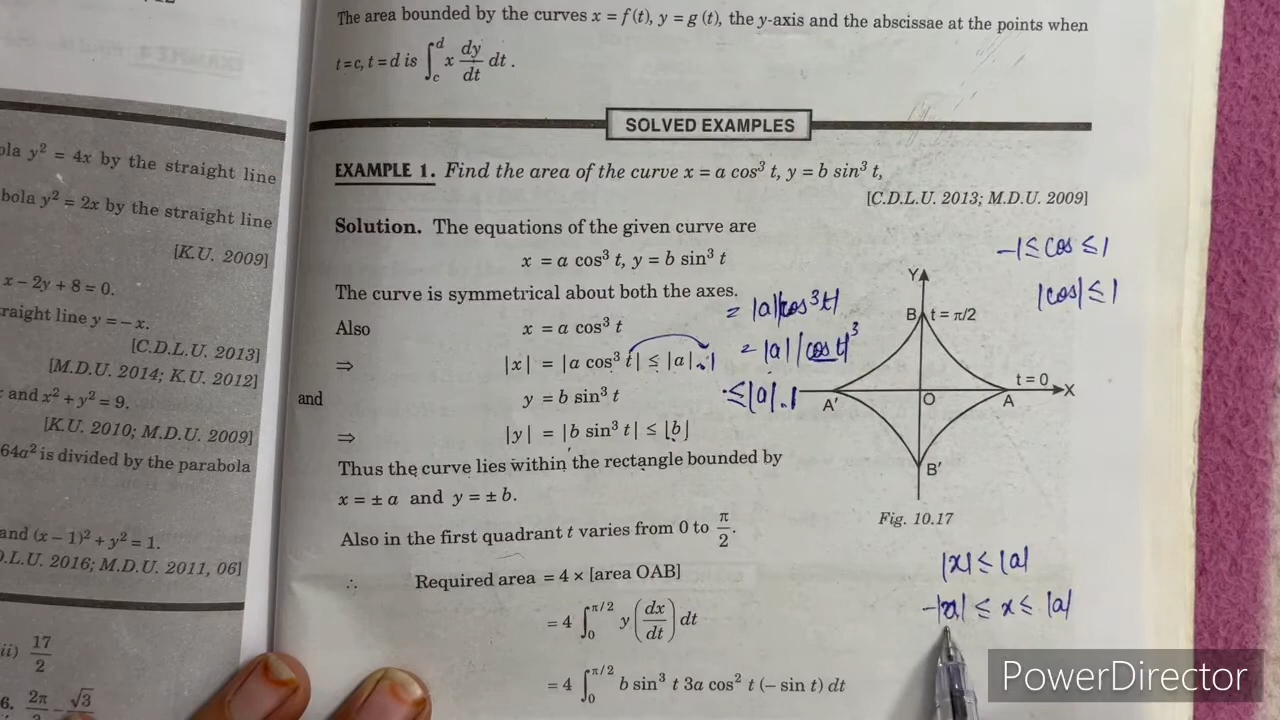 ola y² = 4x by the straight line
bola y² = 2x by the straight line
[K.U. 2009]
x − 2y + 8 = 0.
raight line y = − x.
[C.D.L.U. 2013]
[M.D.U. 2014; K.U. 2012]
and x² + y² = 9.
[K.U. 2010; M.D.U. 2009]
64a² is divided by the parabola
and (x − 1)² + y² = 1.
D.L.U. 2016; M.D.U. 2011, 06]
ii) 17/2
6. 2π/ − √3/
The area bounded by the curves x = f(t), y = g (t), the y-axis and the abscissae at the points when
t = c, t = d is ∫_c^d x dy/dt dt .
SOLVED EXAMPLES
EXAMPLE 1. Find the area of the curve x = a cos³ t, y = b sin³ t,
[C.D.L.U. 2013; M.D.U. 2009]
Solution. The equations of the given curve are
x = a cos³ t, y = b sin³ t
The curve is symmetrical about both the axes.
Also x = a cos³ t
⇒ |x| = |a cos³ t| ≤ |a| . 1
and y = b sin³ t
⇒ |y| = |b sin³ t| ≤ |b|
Thus the curve lies within the rectangle bounded by
x = ± a and y = ± b.
Also in the first quadrant t varies from 0 to π/2.
∴ Required area = 4 × [area OAB]
= 4 ∫_0^{π/2} y (dx/dt) dt
= 4 ∫_0^{π/2} b sin³ t 3a cos² t (− sin t) dt
= |a||cos³t|
= |a| |cos t|³
≤ |a| . 1
-1 ≤ cos ≤ 1
|cos| ≤ 1
Y
B t = π/2
t = 0
A' O A X
B'
Fig. 10.17
|x| ≤ |a|
≤ x ≤ |a|
PowerDirector